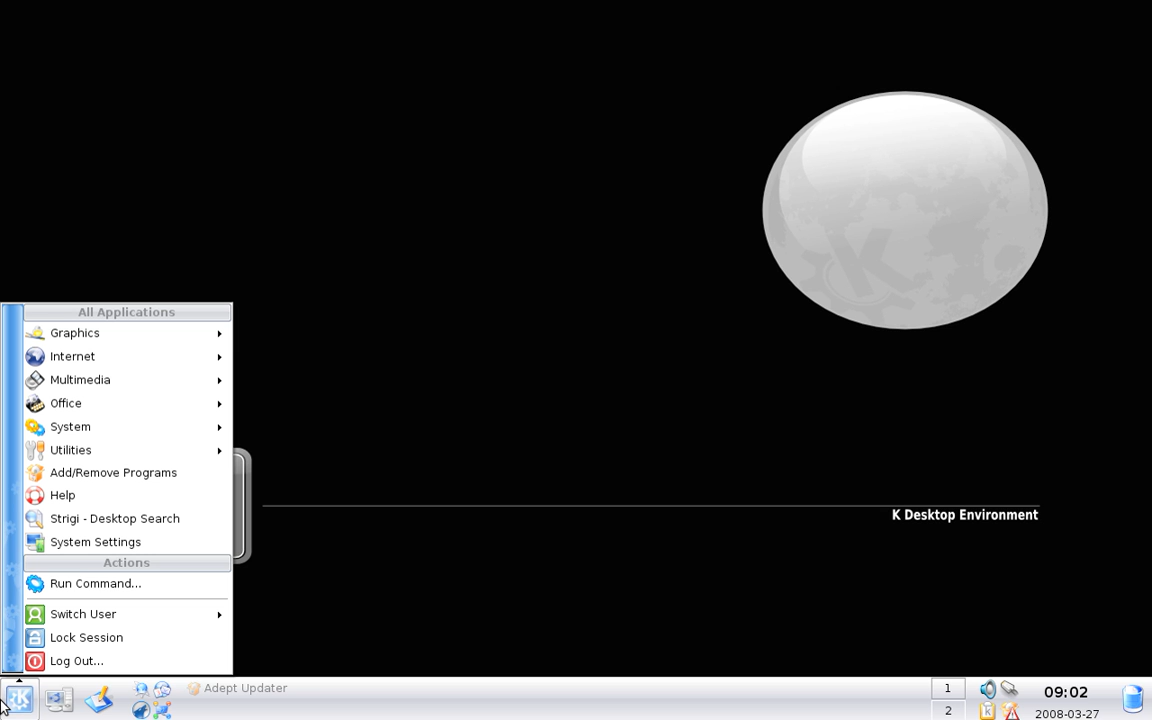 All Applications
Graphics
Internet
Multimedia
Office
System
Utilities
Add/Remove Programs
Help
Strigi - Desktop Search
System Settings
Actions
Run Command...
Switch User
Lock Session
Log Out...
K Desktop Environment
Adept Updater
1
2
09:02
2008-03-27